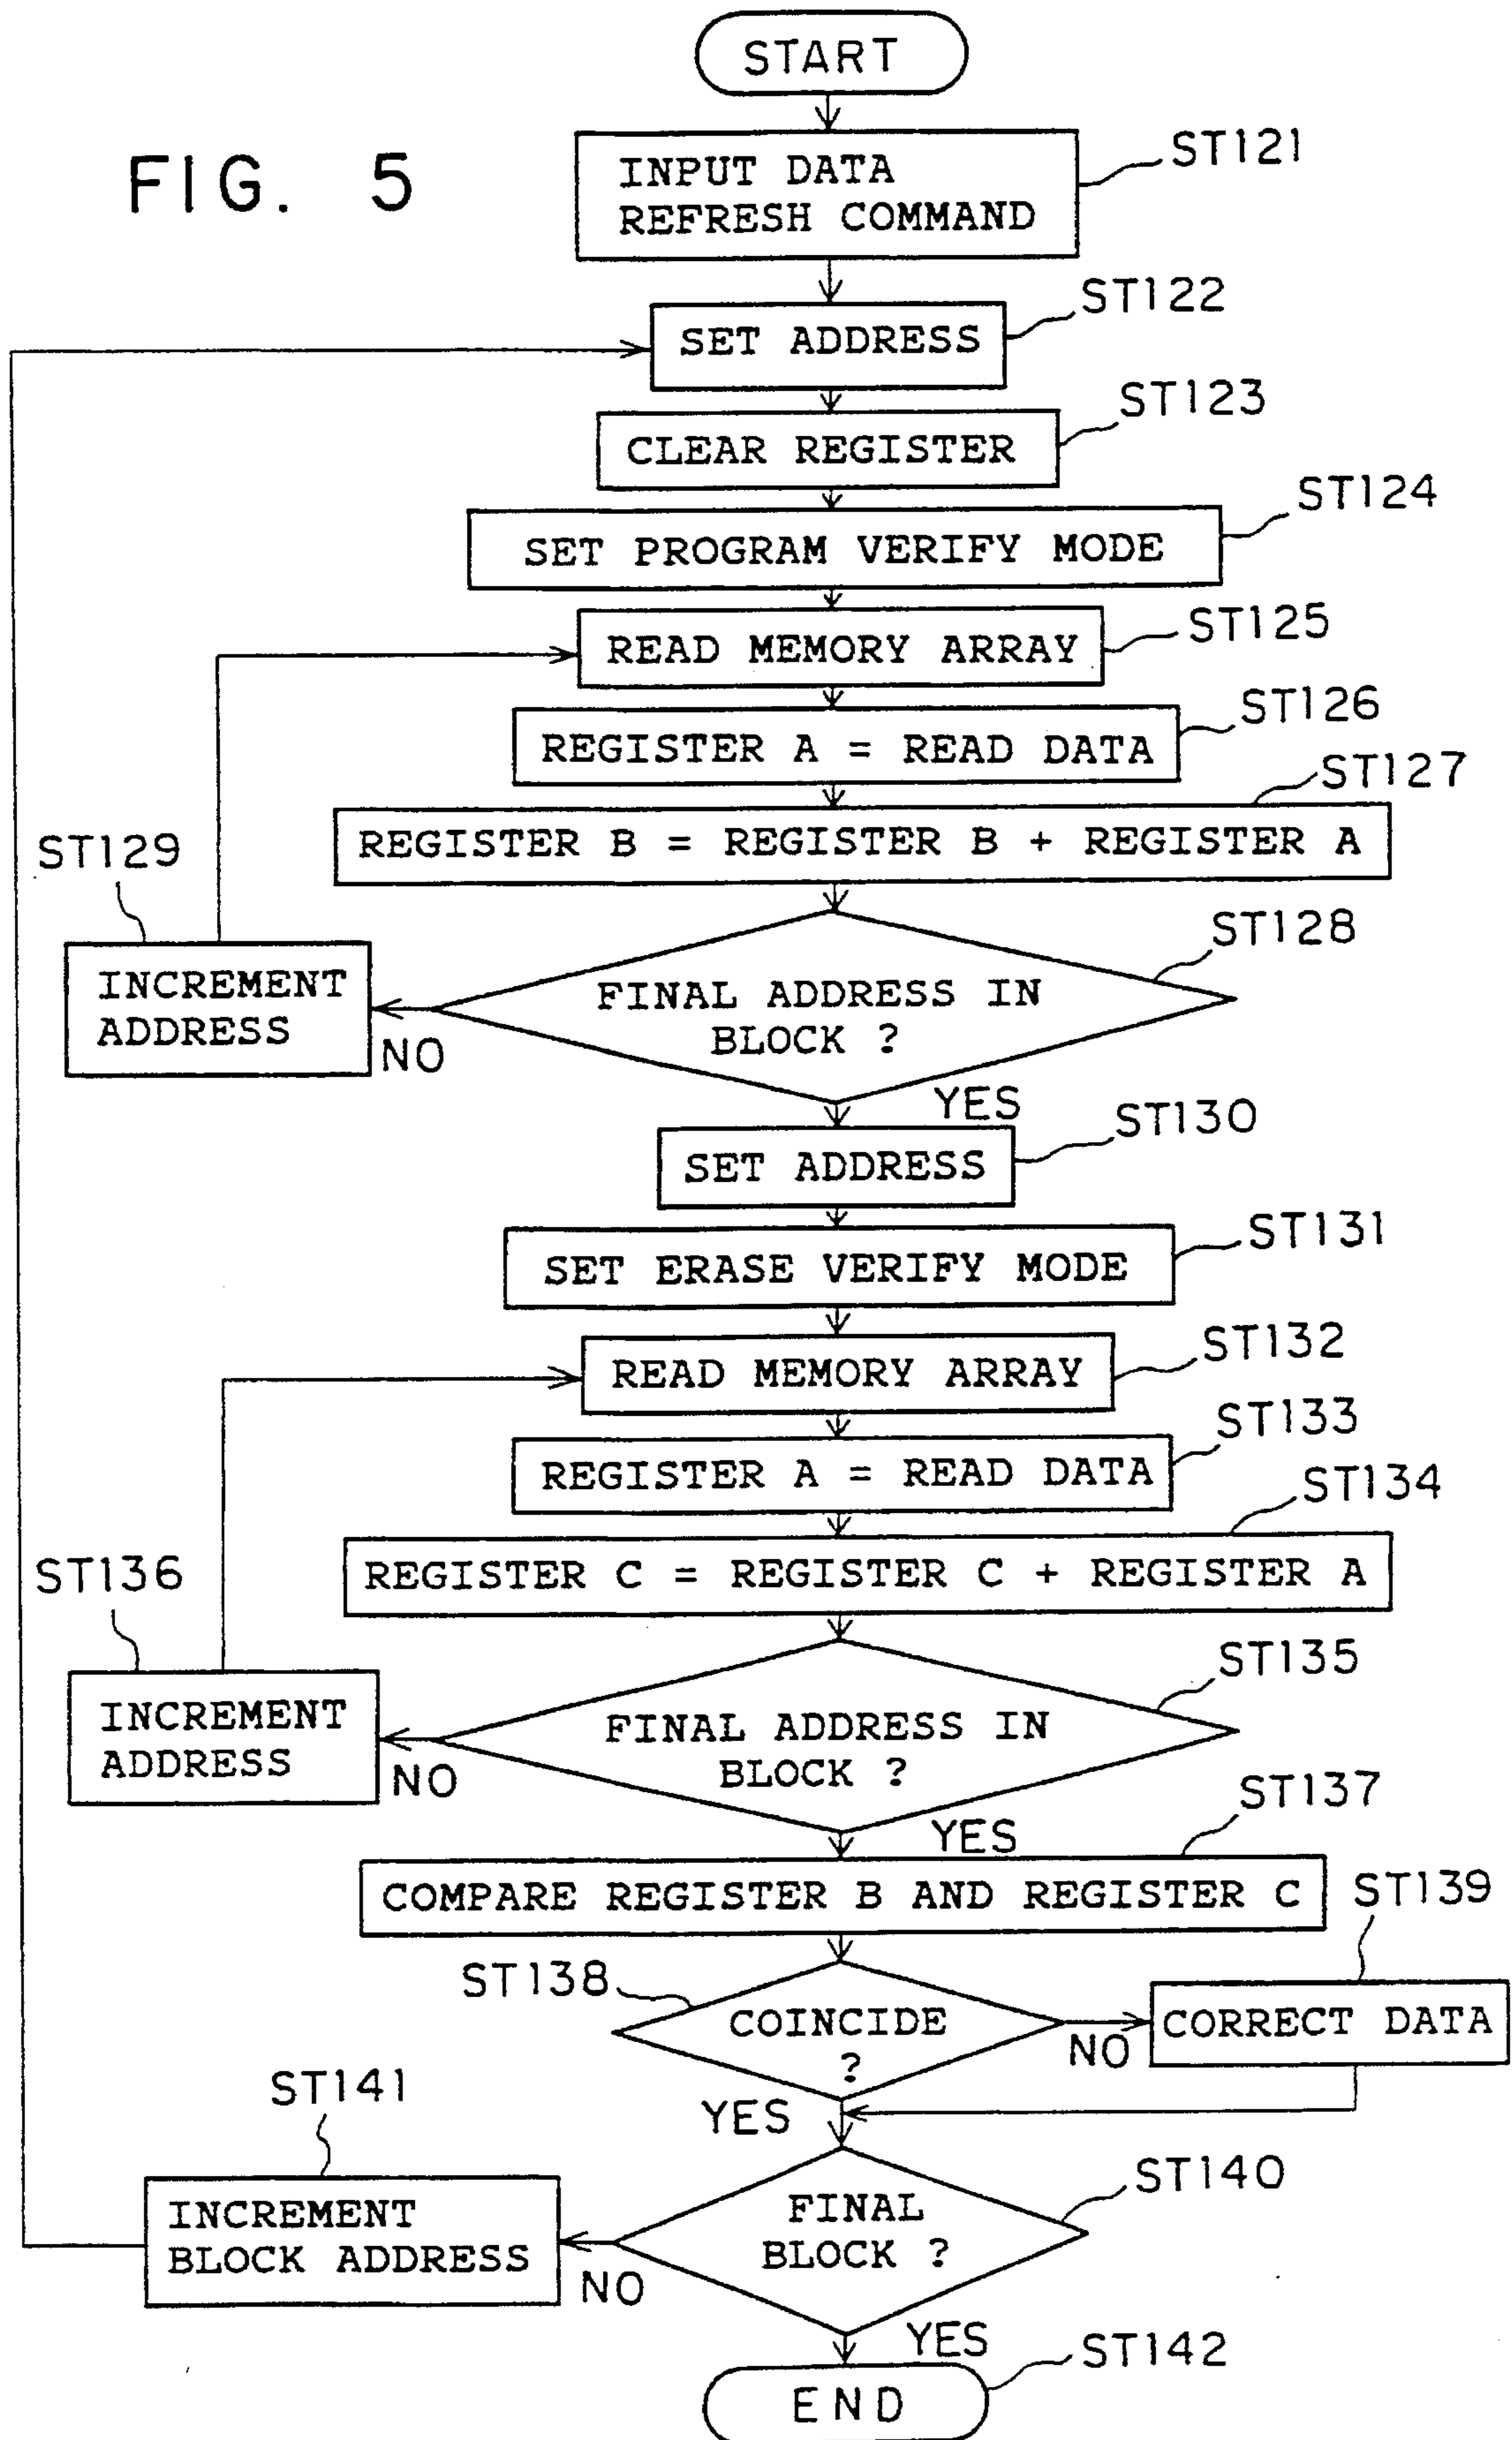 START
FIG. 5
ST121
INPUT DATA
REFRESH COMMAND
ST122
SET ADDRESS
ST123
CLEAR REGISTER
ST124
SET PROGRAM VERIFY MODE
ST125
READ MEMORY ARRAY
ST126
REGISTER A = READ DATA
ST127
REGISTER B = REGISTER B + REGISTER A
ST129
ST128
INCREMENT
ADDRESS
NO
FINAL ADDRESS IN
BLOCK ?
YES
ST130
SET ADDRESS
ST131
SET ERASE VERIFY MODE
ST132
READ MEMORY ARRAY
ST133
REGISTER A = READ DATA
ST134
REGISTER C = REGISTER C + REGISTER A
ST136
ST135
INCREMENT
ADDRESS
NO
FINAL ADDRESS IN
BLOCK ?
YES
ST137
COMPARE REGISTER B AND REGISTER C
ST139
ST138
COINCIDE
?
NO
CORRECT DATA
YES
ST141
ST140
INCREMENT
BLOCK ADDRESS
NO
FINAL
BLOCK ?
YES
ST142
END